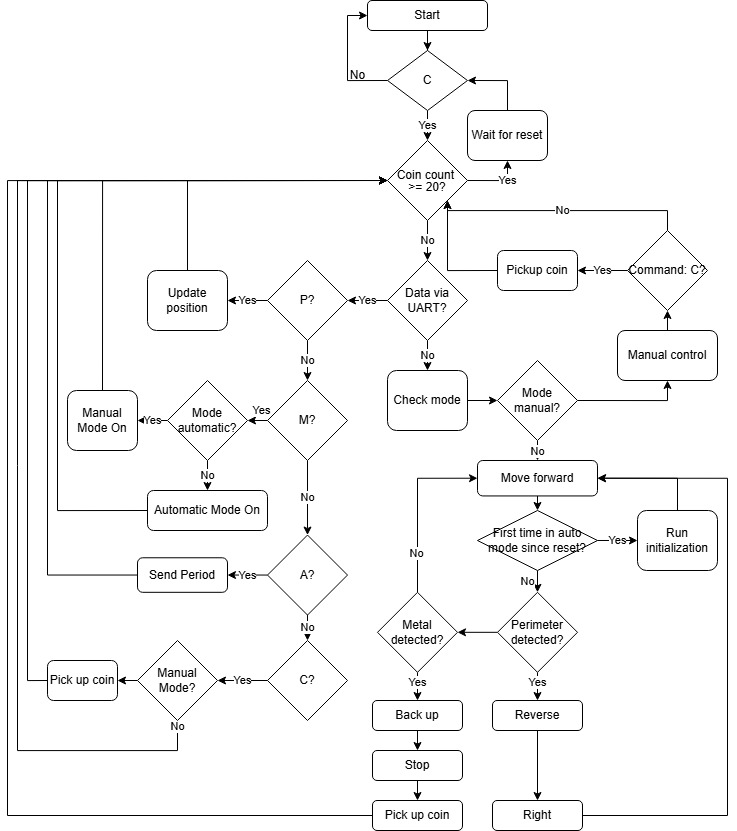 Start
C
No
Yes
Wait for reset
Coin count
>= 20?
Yes
No
No
Pickup coin
Yes
Command: C?
Update
position
Yes
P?
Yes
Data via
UART?
No
No
Manual control
Check mode
Mode
manual?
Manual
Mode On
Yes
Mode
automatic?
Yes
M?
No
No
Move forward
Automatic Mode On
No
First time in auto
mode since reset?
Yes
Run
initialization
No
No
Send Period
Yes
A?
No
Metal
detected?
Perimeter
detected?
Pick up coin
Manual
Mode?
Yes
C?
Yes
Yes
No
Back up
Reverse
Stop
Pick up coin
Right